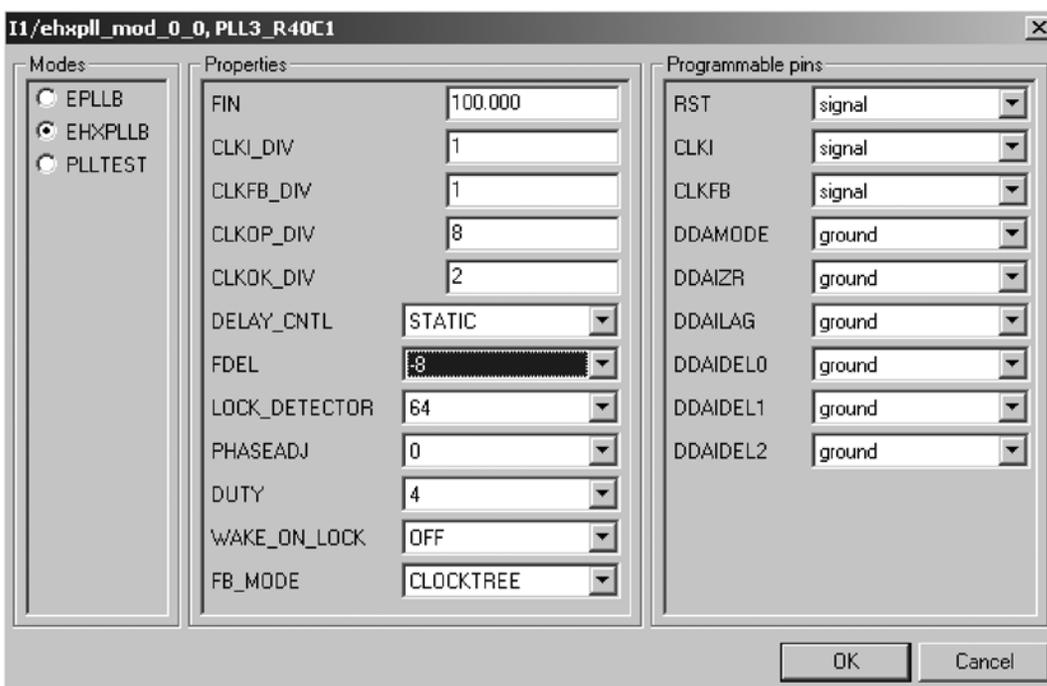 I1/ehxpll_mod_0_0, PLL3_R40C1
Modes
EPLLB
EHXPLLB
PLLTEST
Properties
FIN 100.000
CLKI_DIV 1
CLKFB_DIV 1
CLKOP_DIV 8
CLKOK_DIV 2
DELAY_CNTL STATIC
FDEL -8
LOCK_DETECTOR 64
PHASEADJ 0
DUTY 4
WAKE_ON_LOCK OFF
FB_MODE CLOCKTREE
Programmable pins
RST signal
CLKI signal
CLKFB signal
DDAMODE ground
DDAIZR ground
DDAILAG ground
DDAIDEL0 ground
DDAIDEL1 ground
DDAIDEL2 ground
OK Cancel